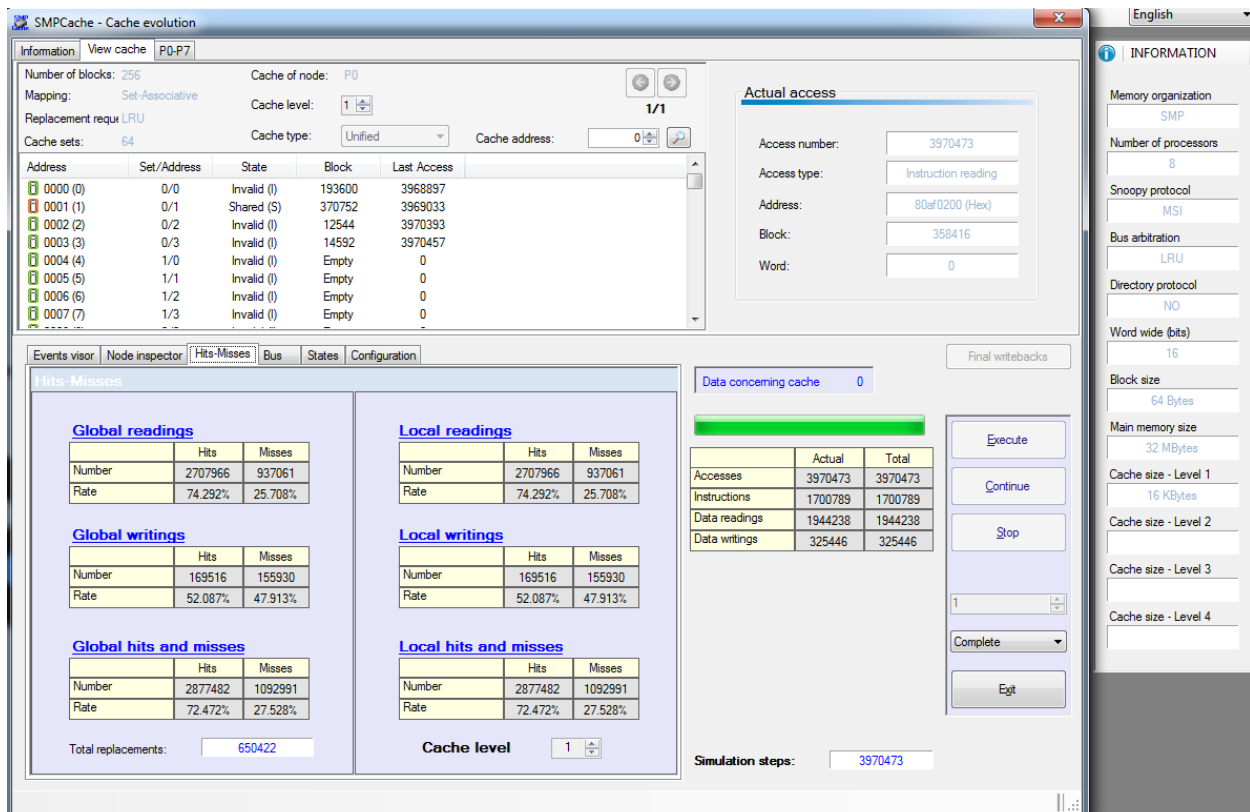 SMPCache - Cache evolution
English
Information View cache P0-P7
INFORMATION
Number of blocks: 256 Cache of node: P0
Mapping: Set-Associative Cache level: 1 1/1
Replacement reque LRU
Cache sets: 64 Cache type: Unified Cache address: 0
Address Set/Address State Block Last Access
0000 (0) 0/0 Invalid (I) 193600 3968897
0001 (1) 0/1 Shared (S) 370752 3969033
0002 (2) 0/2 Invalid (I) 12544 3970393
0003 (3) 0/3 Invalid (I) 14592 3970457
0004 (4) 1/0 Invalid (I) Empty 0
0005 (5) 1/1 Invalid (I) Empty 0
0006 (6) 1/2 Invalid (I) Empty 0
0007 (7) 1/3 Invalid (I) Empty 0
Actual access
Access number: 3970473
Access type: Instruction reading
Address: 80af0200 (Hex)
Block: 358416
Word: 0
Memory organization
SMP
Number of processors
8
Snoopy protocol
MSI
Bus arbitration
LRU
Directory protocol
NO
Word wide (bits)
16
Block size
64 Bytes
Main memory size
32 MBytes
Cache size - Level 1
16 KBytes
Cache size - Level 2
Cache size - Level 3
Cache size - Level 4
Events visor Node inspector Hits-Misses Bus States Configuration
Hits-Misses
Global readings
Hits Misses
Number 2707966 937061
Rate 74.292% 25.708%
Global writings
Hits Misses
Number 169516 155930
Rate 52.087% 47.913%
Global hits and misses
Hits Misses
Number 2877482 1092991
Rate 72.472% 27.528%
Total replacements: 650422
Local readings
Hits Misses
Number 2707966 937061
Rate 74.292% 25.708%
Local writings
Hits Misses
Number 169516 155930
Rate 52.087% 47.913%
Local hits and misses
Hits Misses
Number 2877482 1092991
Rate 72.472% 27.528%
Cache level 1
Data concerning cache 0
Actual Total
Accesses 3970473 3970473
Instructions 1700789 1700789
Data readings 1944238 1944238
Data writings 325446 325446
Simulation steps: 3970473
Final writebacks
Execute
Continue
Stop
1
Complete
Exit